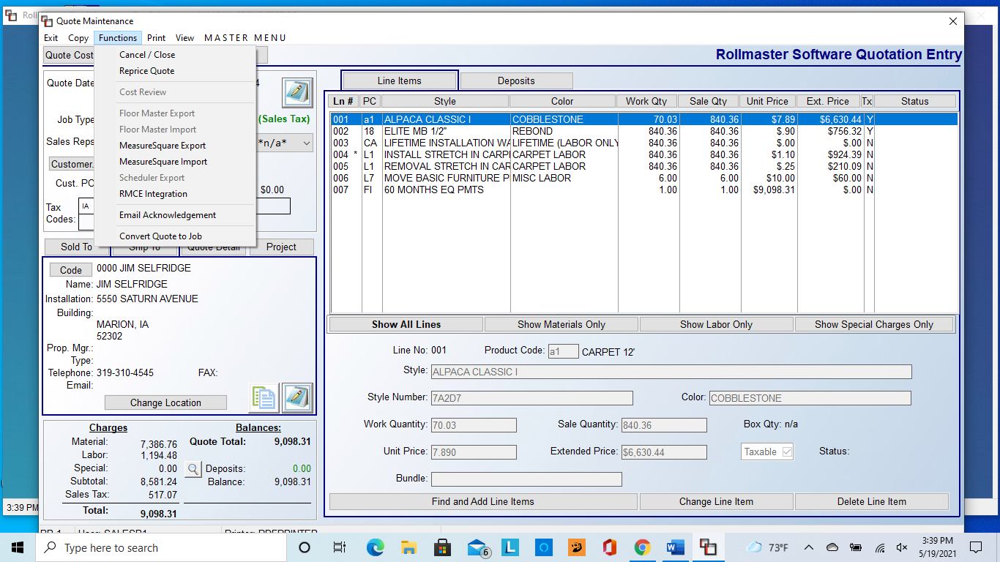 Roll
Quote Maintenance
Exit Copy Functions Print View M A S T E R M E N U
Quote Cost
Rollmaster Software Quotation Entry
Cancel / Close
Reprice Quote
Cost Review
Floor Master Export
Floor Master Import
MeasureSquare Export
MeasureSquare Import
Scheduler Export
RMCE Integration
Email Acknowledgement
Convert Quote to Job
Quote Date
4
Job Type
(Sales Tax)
Sales Reps
*n/a*
Customer.
Cust. PO
$0.00
Tax
Codes:
IA
Sold To Ship To Quote Detail Project
Code 0000 JIM SELFRIDGE
Name: JIM SELFRIDGE
Installation: 5550 SATURN AVENUE
Building:
MARION, IA
52302
Prop. Mgr.:
Type:
Telephone: 319-310-4545 FAX:
Email:
Change Location
Charges Balances:
Material: 7,386.76 Quote Total: 9,098.31
Labor: 1,194.48
Special: 0.00 Deposits: 0.00
Subtotal: 8,581.24 Balance: 9,098.31
Sales Tax: 517.07
Total: 9,098.31
Line Items Deposits
Ln # PC Style Color Work Qty Sale Qty Unit Price Ext. Price Tx Status
001 a1 ALPACA CLASSIC I COBBLESTONE 70.03 840.36 $7.89 $6,630.44 Y
002 18 ELITE MB 1/2" REBOND 840.36 840.36 $.90 $756.32 Y
003 CA LIFETIME INSTALLATION WA LIFETIME (LABOR ONLY 840.36 840.36 $.00 $.00 N
004 * L1 INSTALL STRETCH IN CARP CARPET LABOR 840.36 840.36 $1.10 $924.39 N
005 L1 REMOVAL STRETCH IN CAR CARPET LABOR 840.36 840.36 $.25 $210.09 N
006 L7 MOVE BASIC FURNITURE P MISC LABOR 6.00 6.00 $10.00 $60.00 N
007 FI 60 MONTHS EQ PMTS 1.00 1.00 $9,098.31 $.00 N
Show All Lines Show Materials Only Show Labor Only Show Special Charges Only
Line No: 001 Product Code: a1 CARPET 12'
Style: ALPACA CLASSIC I
Style Number: 7A2D7 Color: COBBLESTONE
Work Quantity: 70.03 Sale Quantity: 840.36 Box Qty: n/a
Unit Price: 7.890 Extended Price: $6,630.44 Taxable Status:
Bundle:
Find and Add Line Items Change Line Item Delete Line Item
3:39 PM
Type here to search
6
L
73°F
3:39 PM
5/19/2021